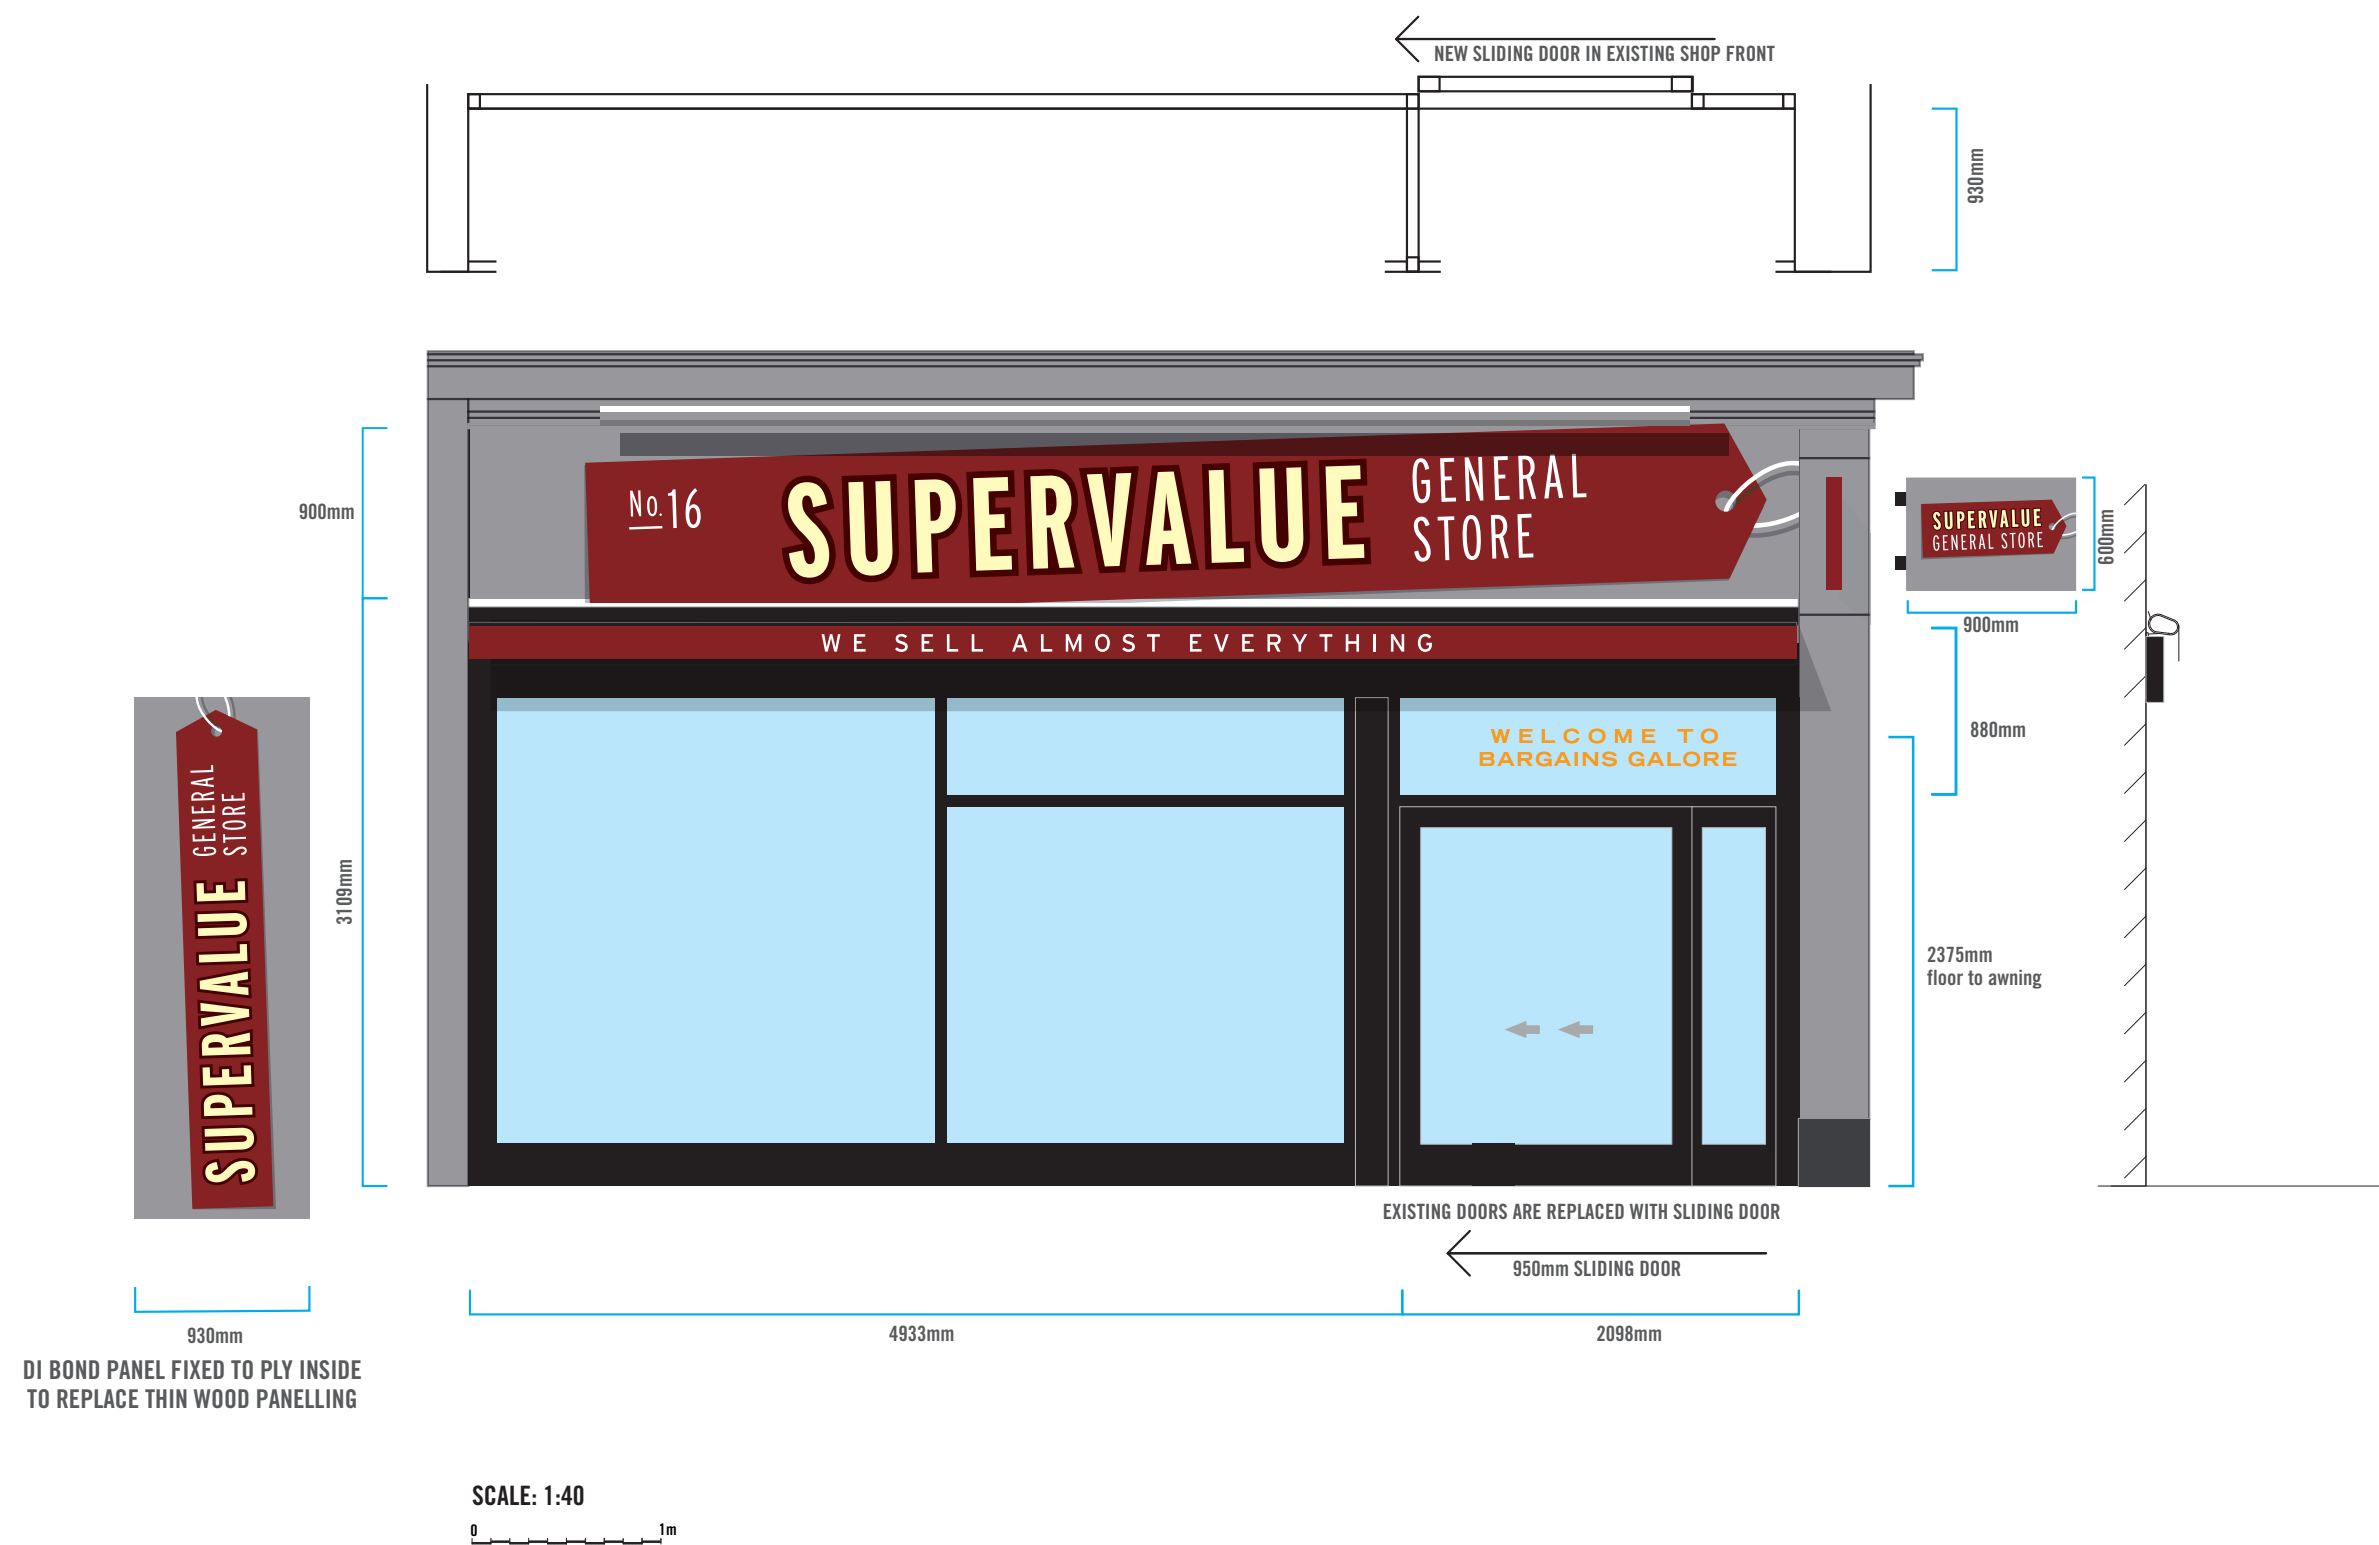 NEW SLIDING DOOR IN EXISTING SHOP FRONT
930mm
900mm
No.16
SUPERVALUE
GENERAL
STORE
SUPERVALUE
GENERAL STORE
600mm
900mm
WE SELL ALMOST EVERYTHING
880mm
WELCOME TO
BARGAINS GALORE
SUPERVALUE
GENERAL
STORE
3109mm
2375mm
floor to awning
EXISTING DOORS ARE REPLACED WITH SLIDING DOOR
950mm SLIDING DOOR
930mm
4933mm
2098mm
DI BOND PANEL FIXED TO PLY INSIDE
TO REPLACE THIN WOOD PANELLING
SCALE: 1:40
0 1m